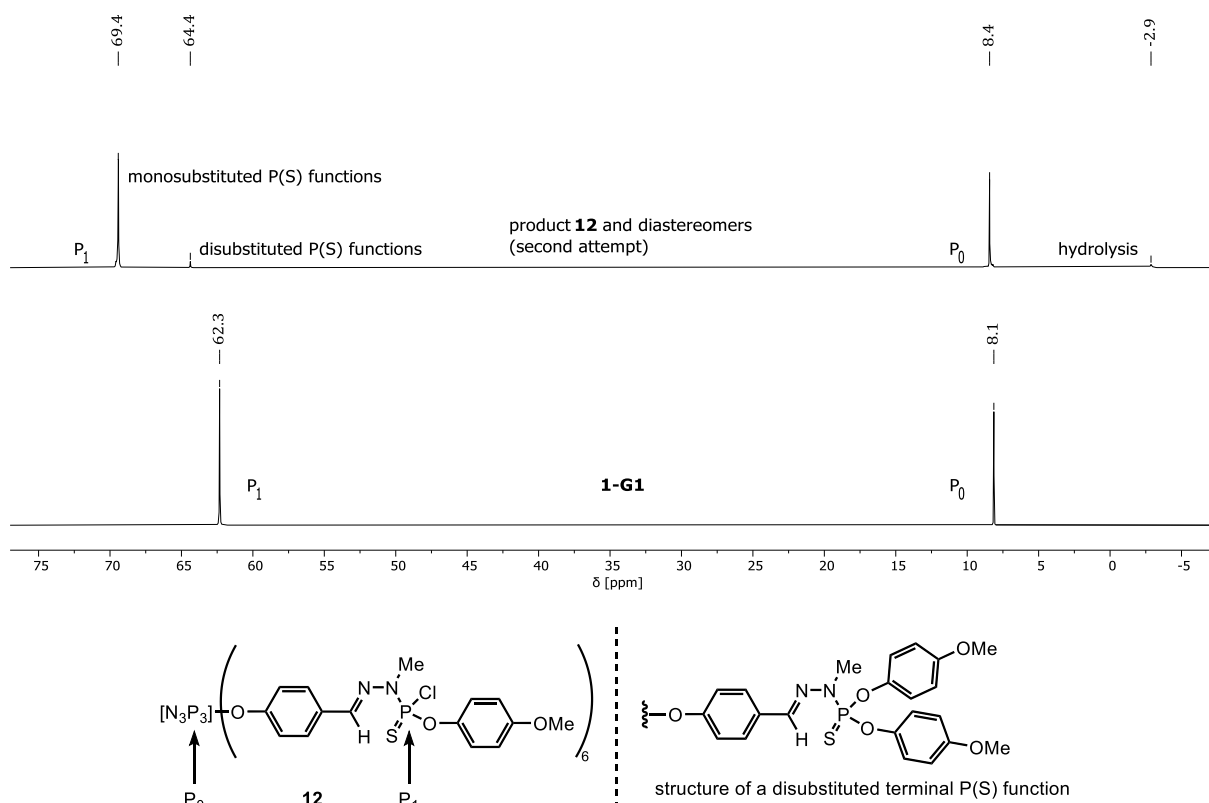 69.4
64.4
8.4
-2.9
monosubstituted P(S) functions
P1
disubstituted P(S) functions
product 12 and diastereomers
(second attempt)
P0
hydrolysis
62.3
8.1
P1
1-G1
P0
75 70 65 60 55 50 45 40 35 30 25 20 15 10 5 0 -5
δ [ppm]
[N3P3] O H N N Me P Cl S O OMe 6
P0 12 P1
O H N N Me P S O OMe O OMe
structure of a disubstituted terminal P(S) function